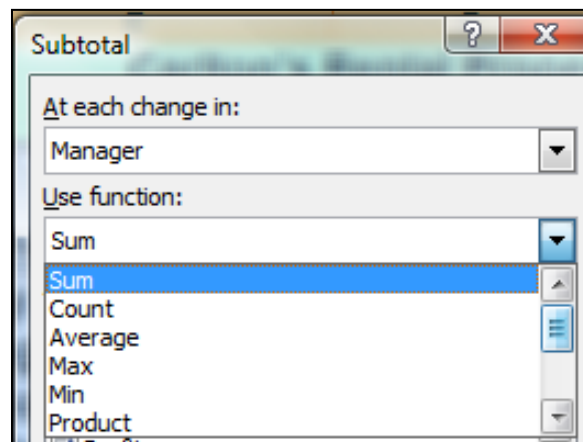 Subtotal
?
At each change in:
Manager
Use function:
Sum
Sum
Count
Average
Max
Min
Product